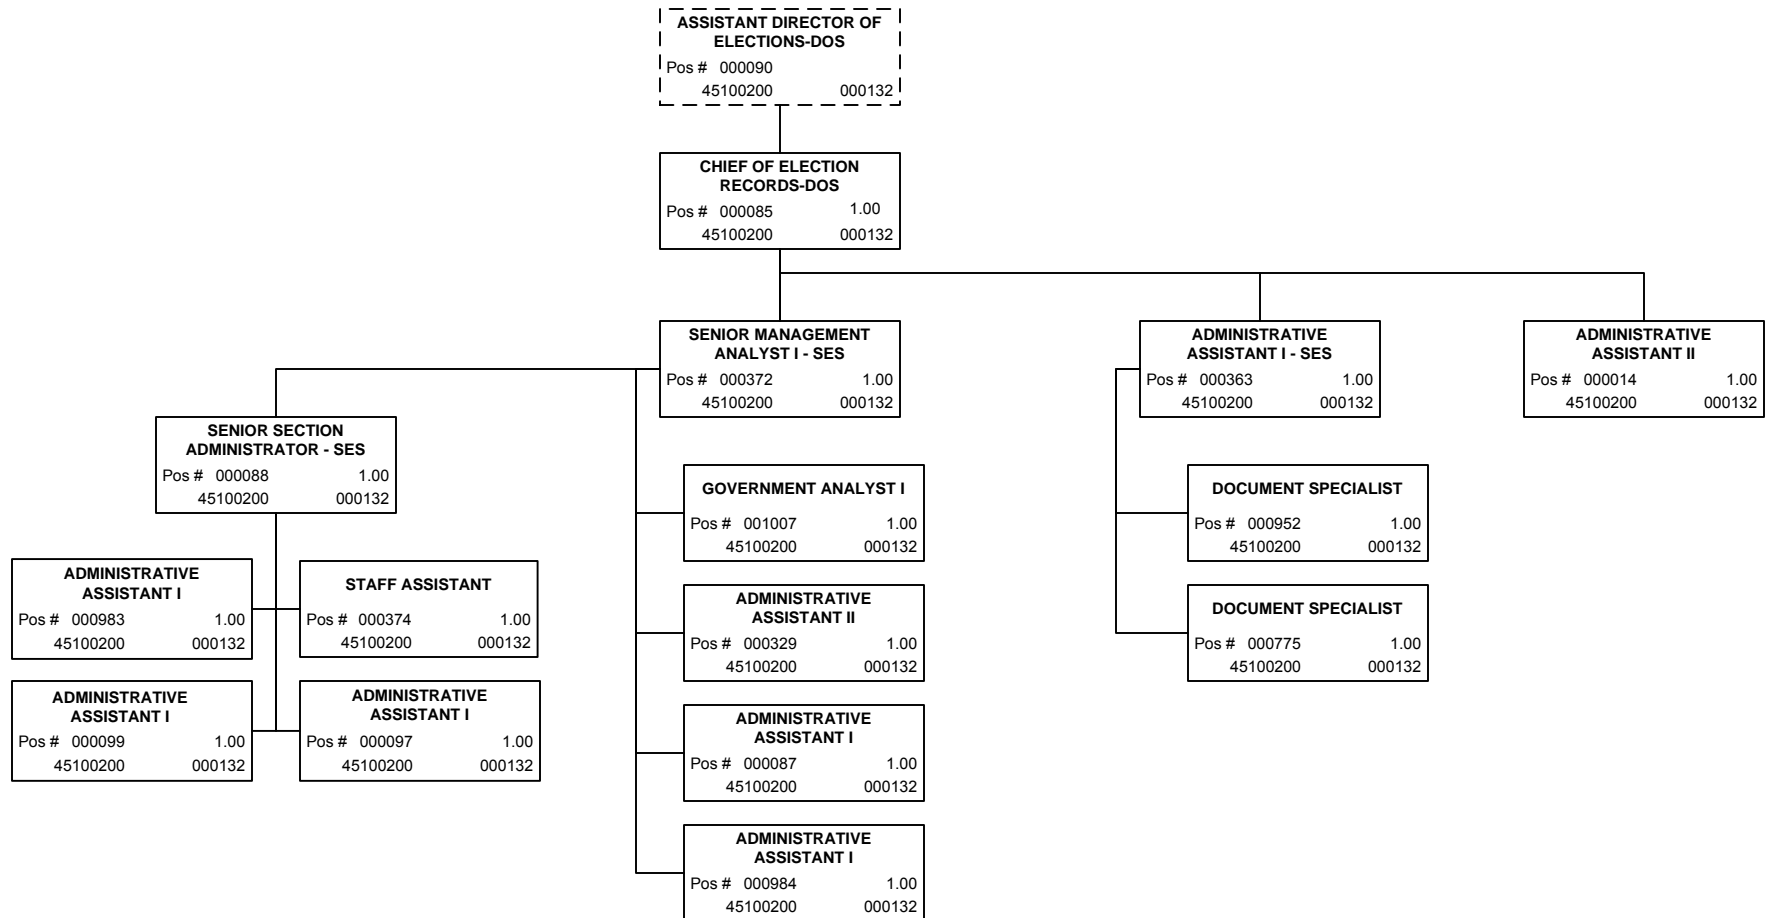 ASSISTANT DIRECTOR OF
ELECTIONS-DOS
Pos # 000090
45100200 000132
CHIEF OF ELECTION
RECORDS-DOS
Pos # 000085 1.00
45100200 000132
SENIOR MANAGEMENT
ANALYST I - SES
Pos # 000372 1.00
45100200 000132
ADMINISTRATIVE
ASSISTANT I - SES
Pos # 000363 1.00
45100200 000132
ADMINISTRATIVE
ASSISTANT II
Pos # 000014 1.00
45100200 000132
SENIOR SECTION
ADMINISTRATOR - SES
Pos # 000088 1.00
45100200 000132
ADMINISTRATIVE
ASSISTANT I
Pos # 000983 1.00
45100200 000132
STAFF ASSISTANT
Pos # 000374 1.00
45100200 000132
ADMINISTRATIVE
ASSISTANT I
Pos # 000099 1.00
45100200 000132
ADMINISTRATIVE
ASSISTANT I
Pos # 000097 1.00
45100200 000132
GOVERNMENT ANALYST I
Pos # 001007 1.00
45100200 000132
ADMINISTRATIVE
ASSISTANT II
Pos # 000329 1.00
45100200 000132
ADMINISTRATIVE
ASSISTANT I
Pos # 000087 1.00
45100200 000132
ADMINISTRATIVE
ASSISTANT I
Pos # 000984 1.00
45100200 000132
DOCUMENT SPECIALIST
Pos # 000952 1.00
45100200 000132
DOCUMENT SPECIALIST
Pos # 000775 1.00
45100200 000132